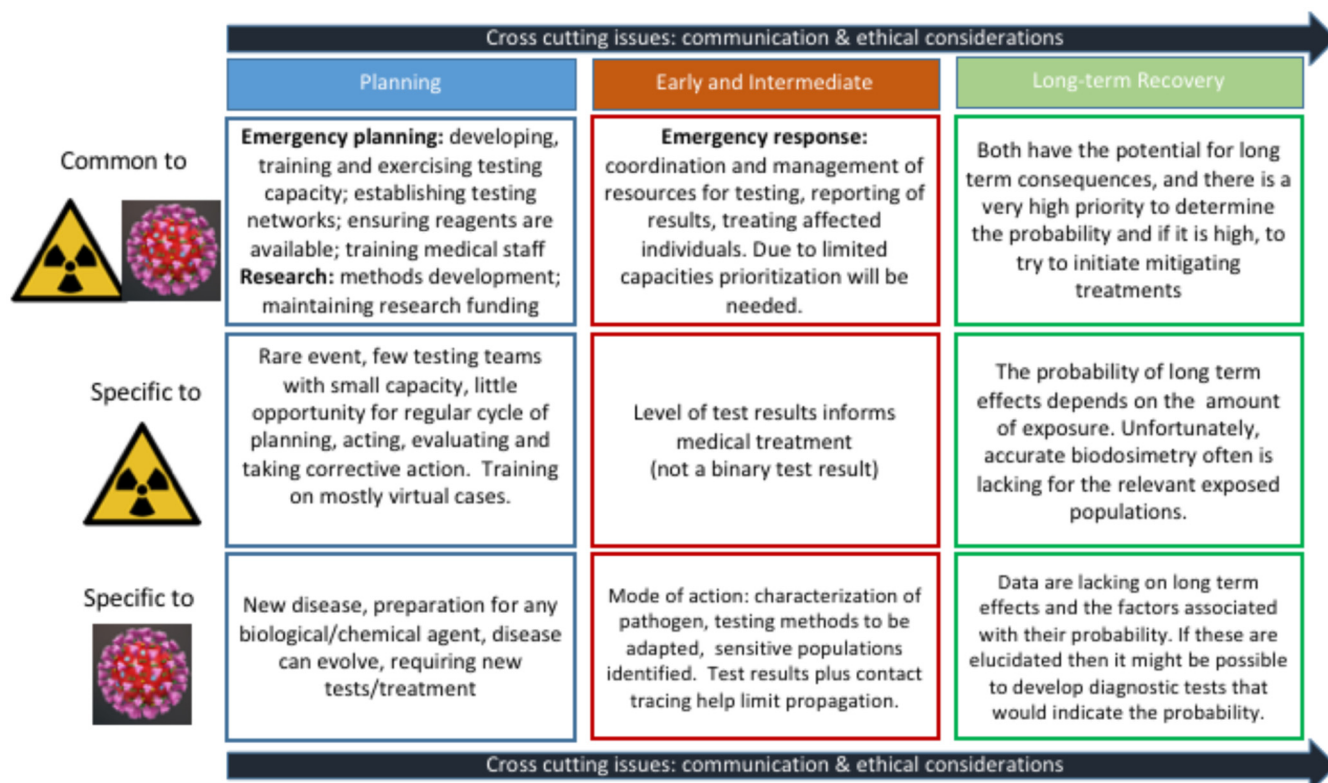 Cross cutting issues: communication & ethical considerations
Planning
Early and Intermediate
Long-term Recovery
Common to
Emergency planning: developing,
training and exercising testing
capacity; establishing testing
networks; ensuring reagents are
available; training medical staff
Research: methods development;
maintaining research funding
Emergency response:
coordination and management of
resources for testing, reporting of
results, treating affected
individuals. Due to limited
capacities prioritization will be
needed.
Both have the potential for long
term consequences, and there is a
very high priority to determine
the probability and if it is high, to
try to initiate mitigating
treatments
Specific to
Rare event, few testing teams
with small capacity, little
opportunity for regular cycle of
planning, acting, evaluating and
taking corrective action. Training
on mostly virtual cases.
Level of test results informs
medical treatment
(not a binary test result)
The probability of long term
effects depends on the amount
of exposure. Unfortunately,
accurate biodosimetry often is
lacking for the relevant exposed
populations.
Specific to
New disease, preparation for any
biological/chemical agent, disease
can evolve, requiring new
tests/treatment
Mode of action: characterization of
pathogen, testing methods to be
adapted, sensitive populations
identified. Test results plus contact
tracing help limit propagation.
Data are lacking on long term
effects and the factors associated
with their probability. If these are
elucidated then it might be possible
to develop diagnostic tests that
would indicate the probability.
Cross cutting issues: communication & ethical considerations